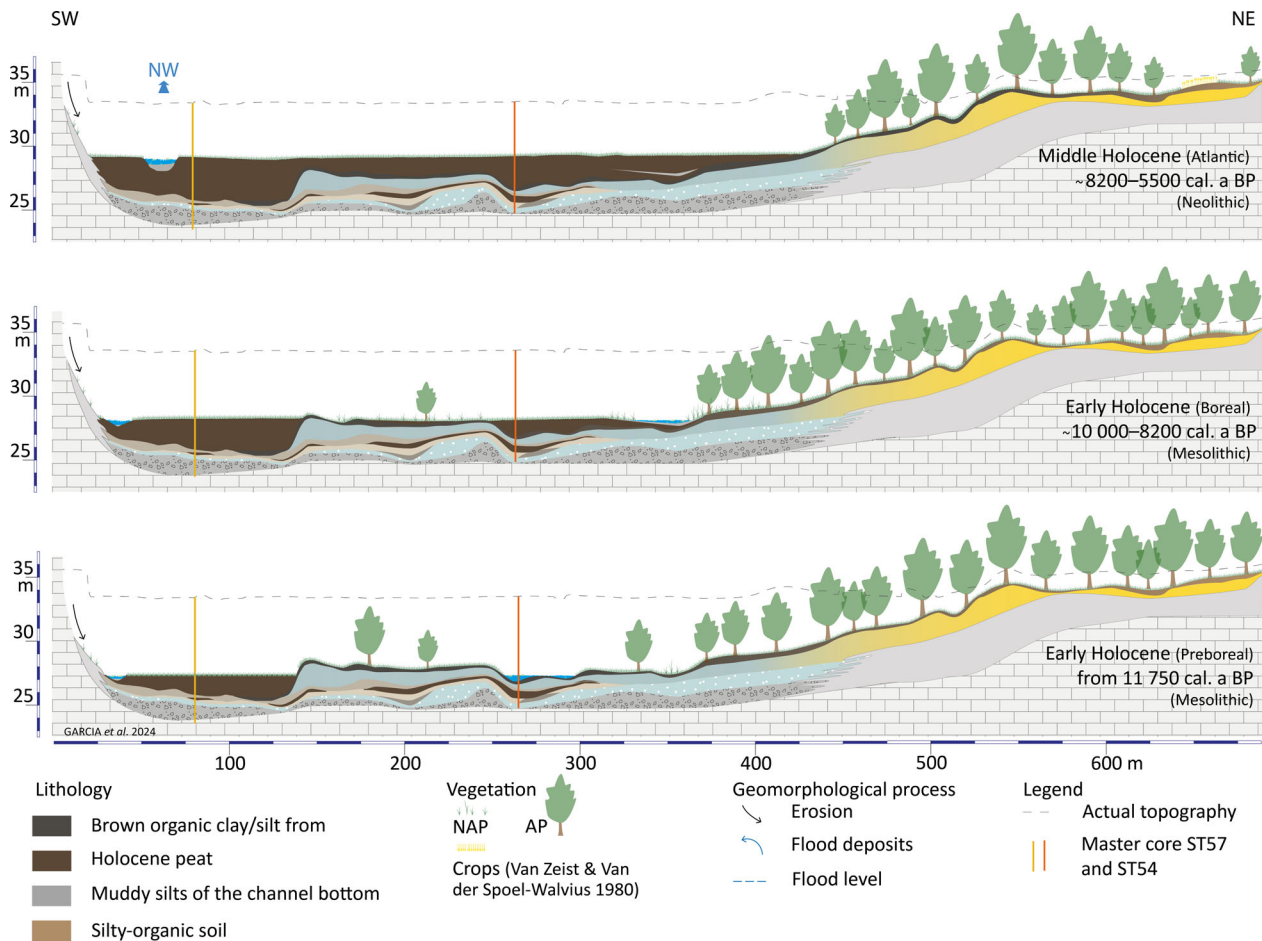 SW
NE
NW
35
m
30
25
Middle Holocene (Atlantic)
~8200–5500 cal. a BP
(Neolithic)
35
m
30
25
Early Holocene (Boreal)
~10 000–8200 cal. a BP
(Mesolithic)
35
m
30
25
Early Holocene (Preboreal)
from 11 750 cal. a BP
(Mesolithic)
GARCIA et al. 2024
100
200
300
400
500
600 m
Lithology
Brown organic clay/silt from
Holocene peat
Muddy silts of the channel bottom
Silty-organic soil
Vegetation
NAP
AP
Crops (Van Zeist & Van
der Spoel-Walvius 1980)
Geomorphological process
Erosion
Flood deposits
Flood level
Legend
Actual topography
Master core ST57
and ST54